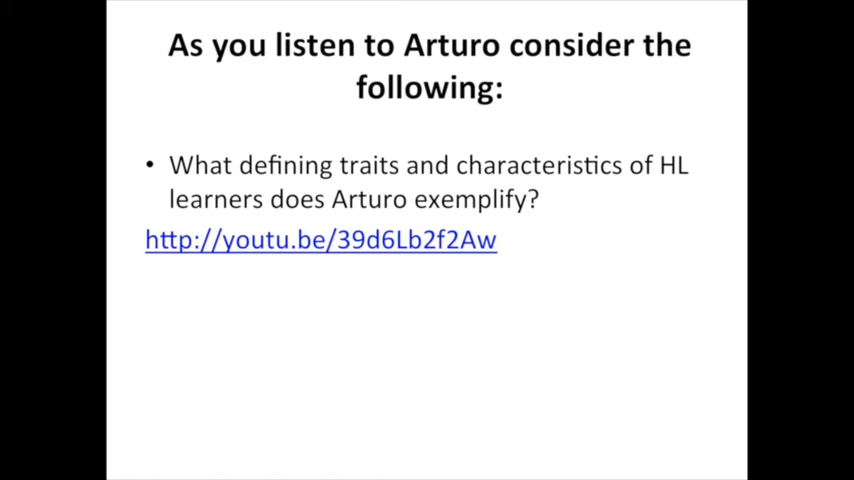 As you listen to Arturo consider the
following:
• What defining traits and characteristics of HL
learners does Arturo exemplify?
http://youtu.be/39d6Lb2f2Aw